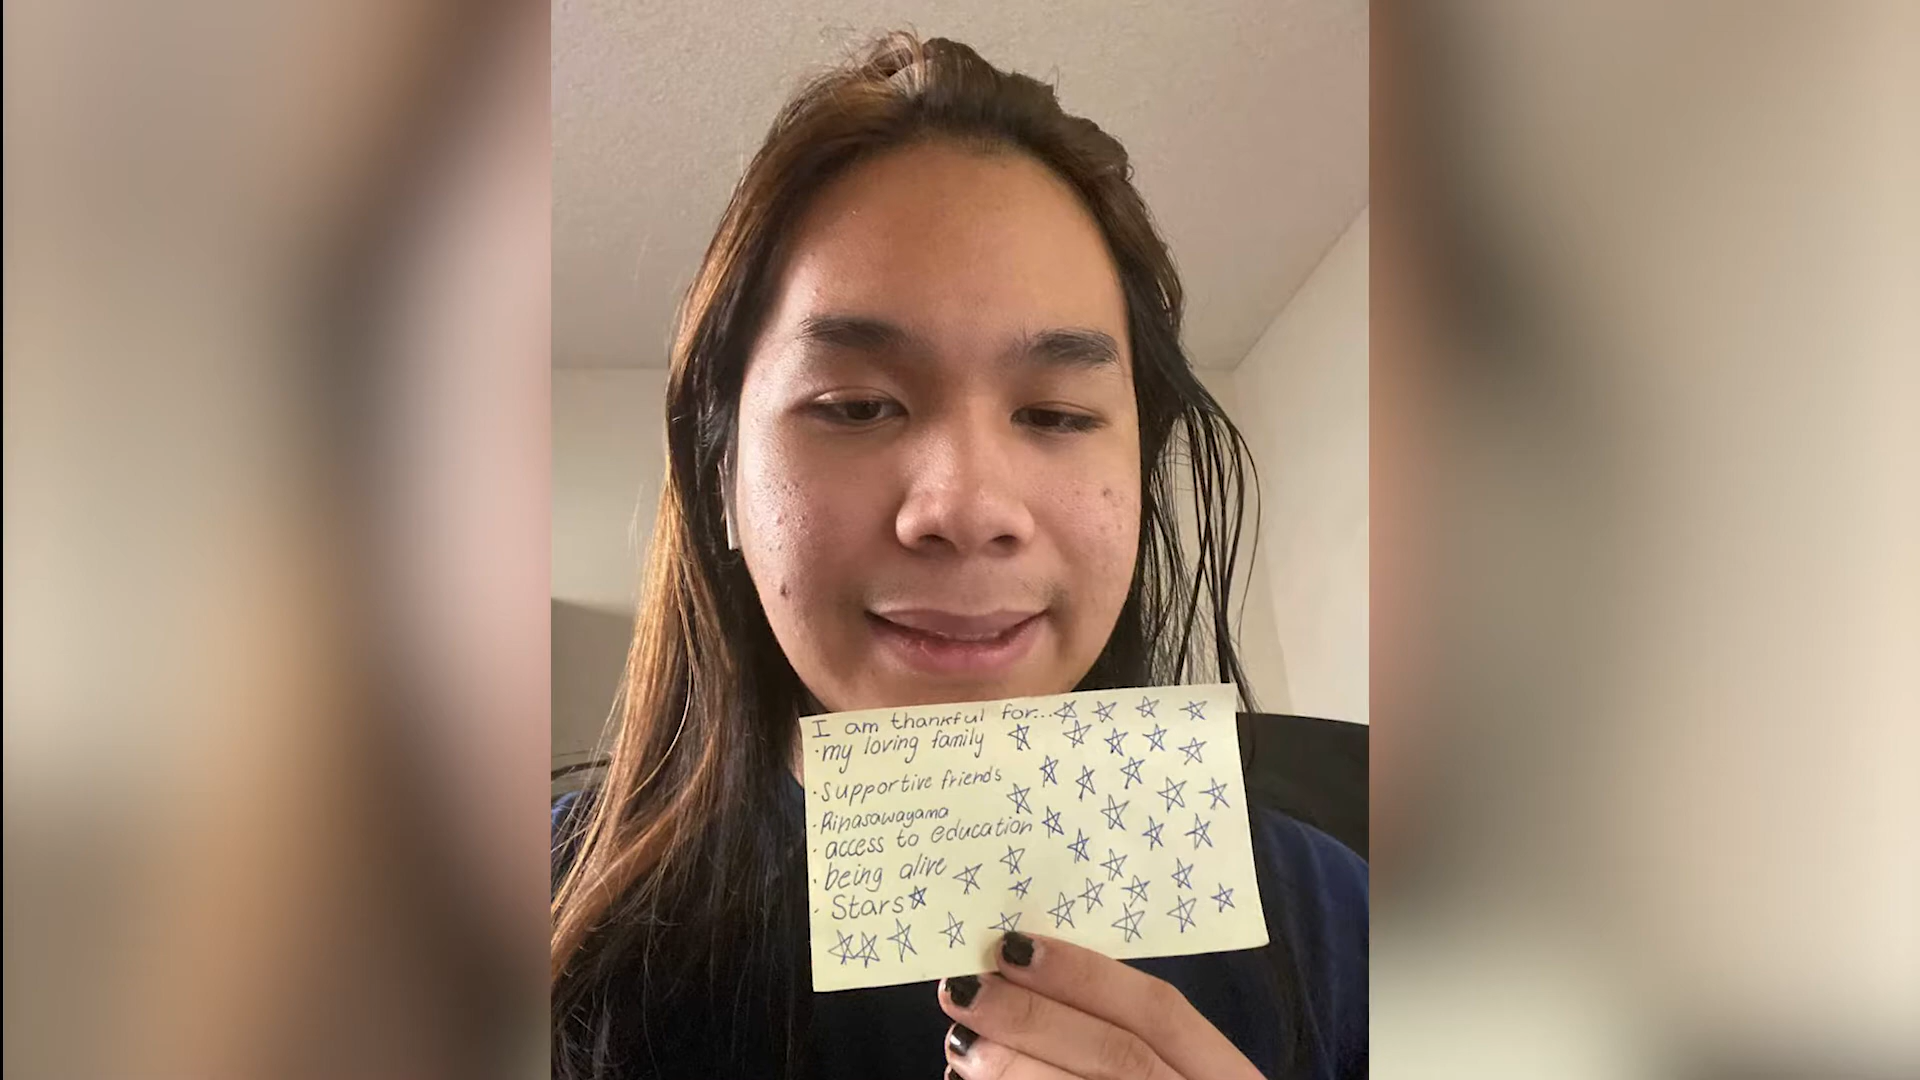 I am thankful for...
·my loving family
·supportive friends
·Rinasawayama
·access to education
·being alive
·Stars